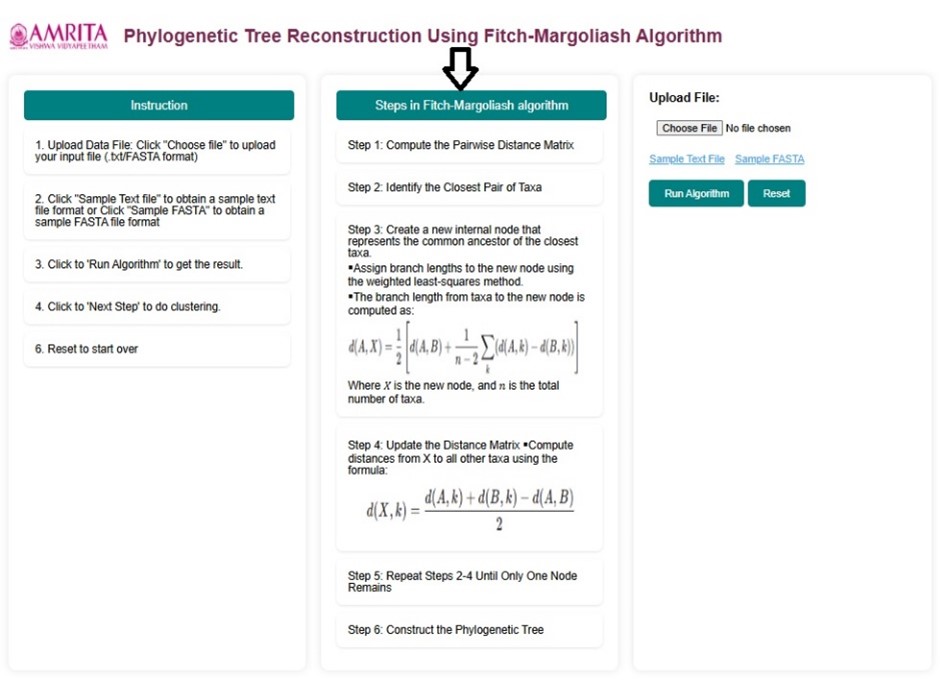 AMRITA
VISHWA VIDYAPEETHAM
Phylogenetic Tree Reconstruction Using Fitch-Margoliash Algorithm
Instruction
1. Upload Data File: Click "Choose file" to upload
your input file (.txt/FASTA format)
2. Click "Sample Text file" to obtain a sample text
file format or Click "Sample FASTA" to obtain a
sample FASTA file format
3. Click to 'Run Algorithm' to get the result.
4. Click to 'Next Step' to do clustering.
6. Reset to start over
Steps in Fitch-Margoliash algorithm
Step 1: Compute the Pairwise Distance Matrix
Step 2: Identify the Closest Pair of Taxa
Step 3: Create a new internal node that
represents the common ancestor of the closest
taxa.
▪Assign branch lengths to the new node using
the weighted least-squares method.
▪The branch length from taxa to the new node is
computed as:
d(A,X) = 1/2 [d(A,B) + 1/(n−2) ∑k (d(A,k) − d(B,k))]
Where X is the new node, and n is the total
number of taxa.
Step 4: Update the Distance Matrix ▪Compute
distances from X to all other taxa using the
formula:
d(X,k) = (d(A,k) + d(B,k) − d(A,B))/2
Step 5: Repeat Steps 2-4 Until Only One Node
Remains
Step 6: Construct the Phylogenetic Tree
Upload File:
Choose File No file chosen
Sample Text File Sample FASTA
Run Algorithm Reset